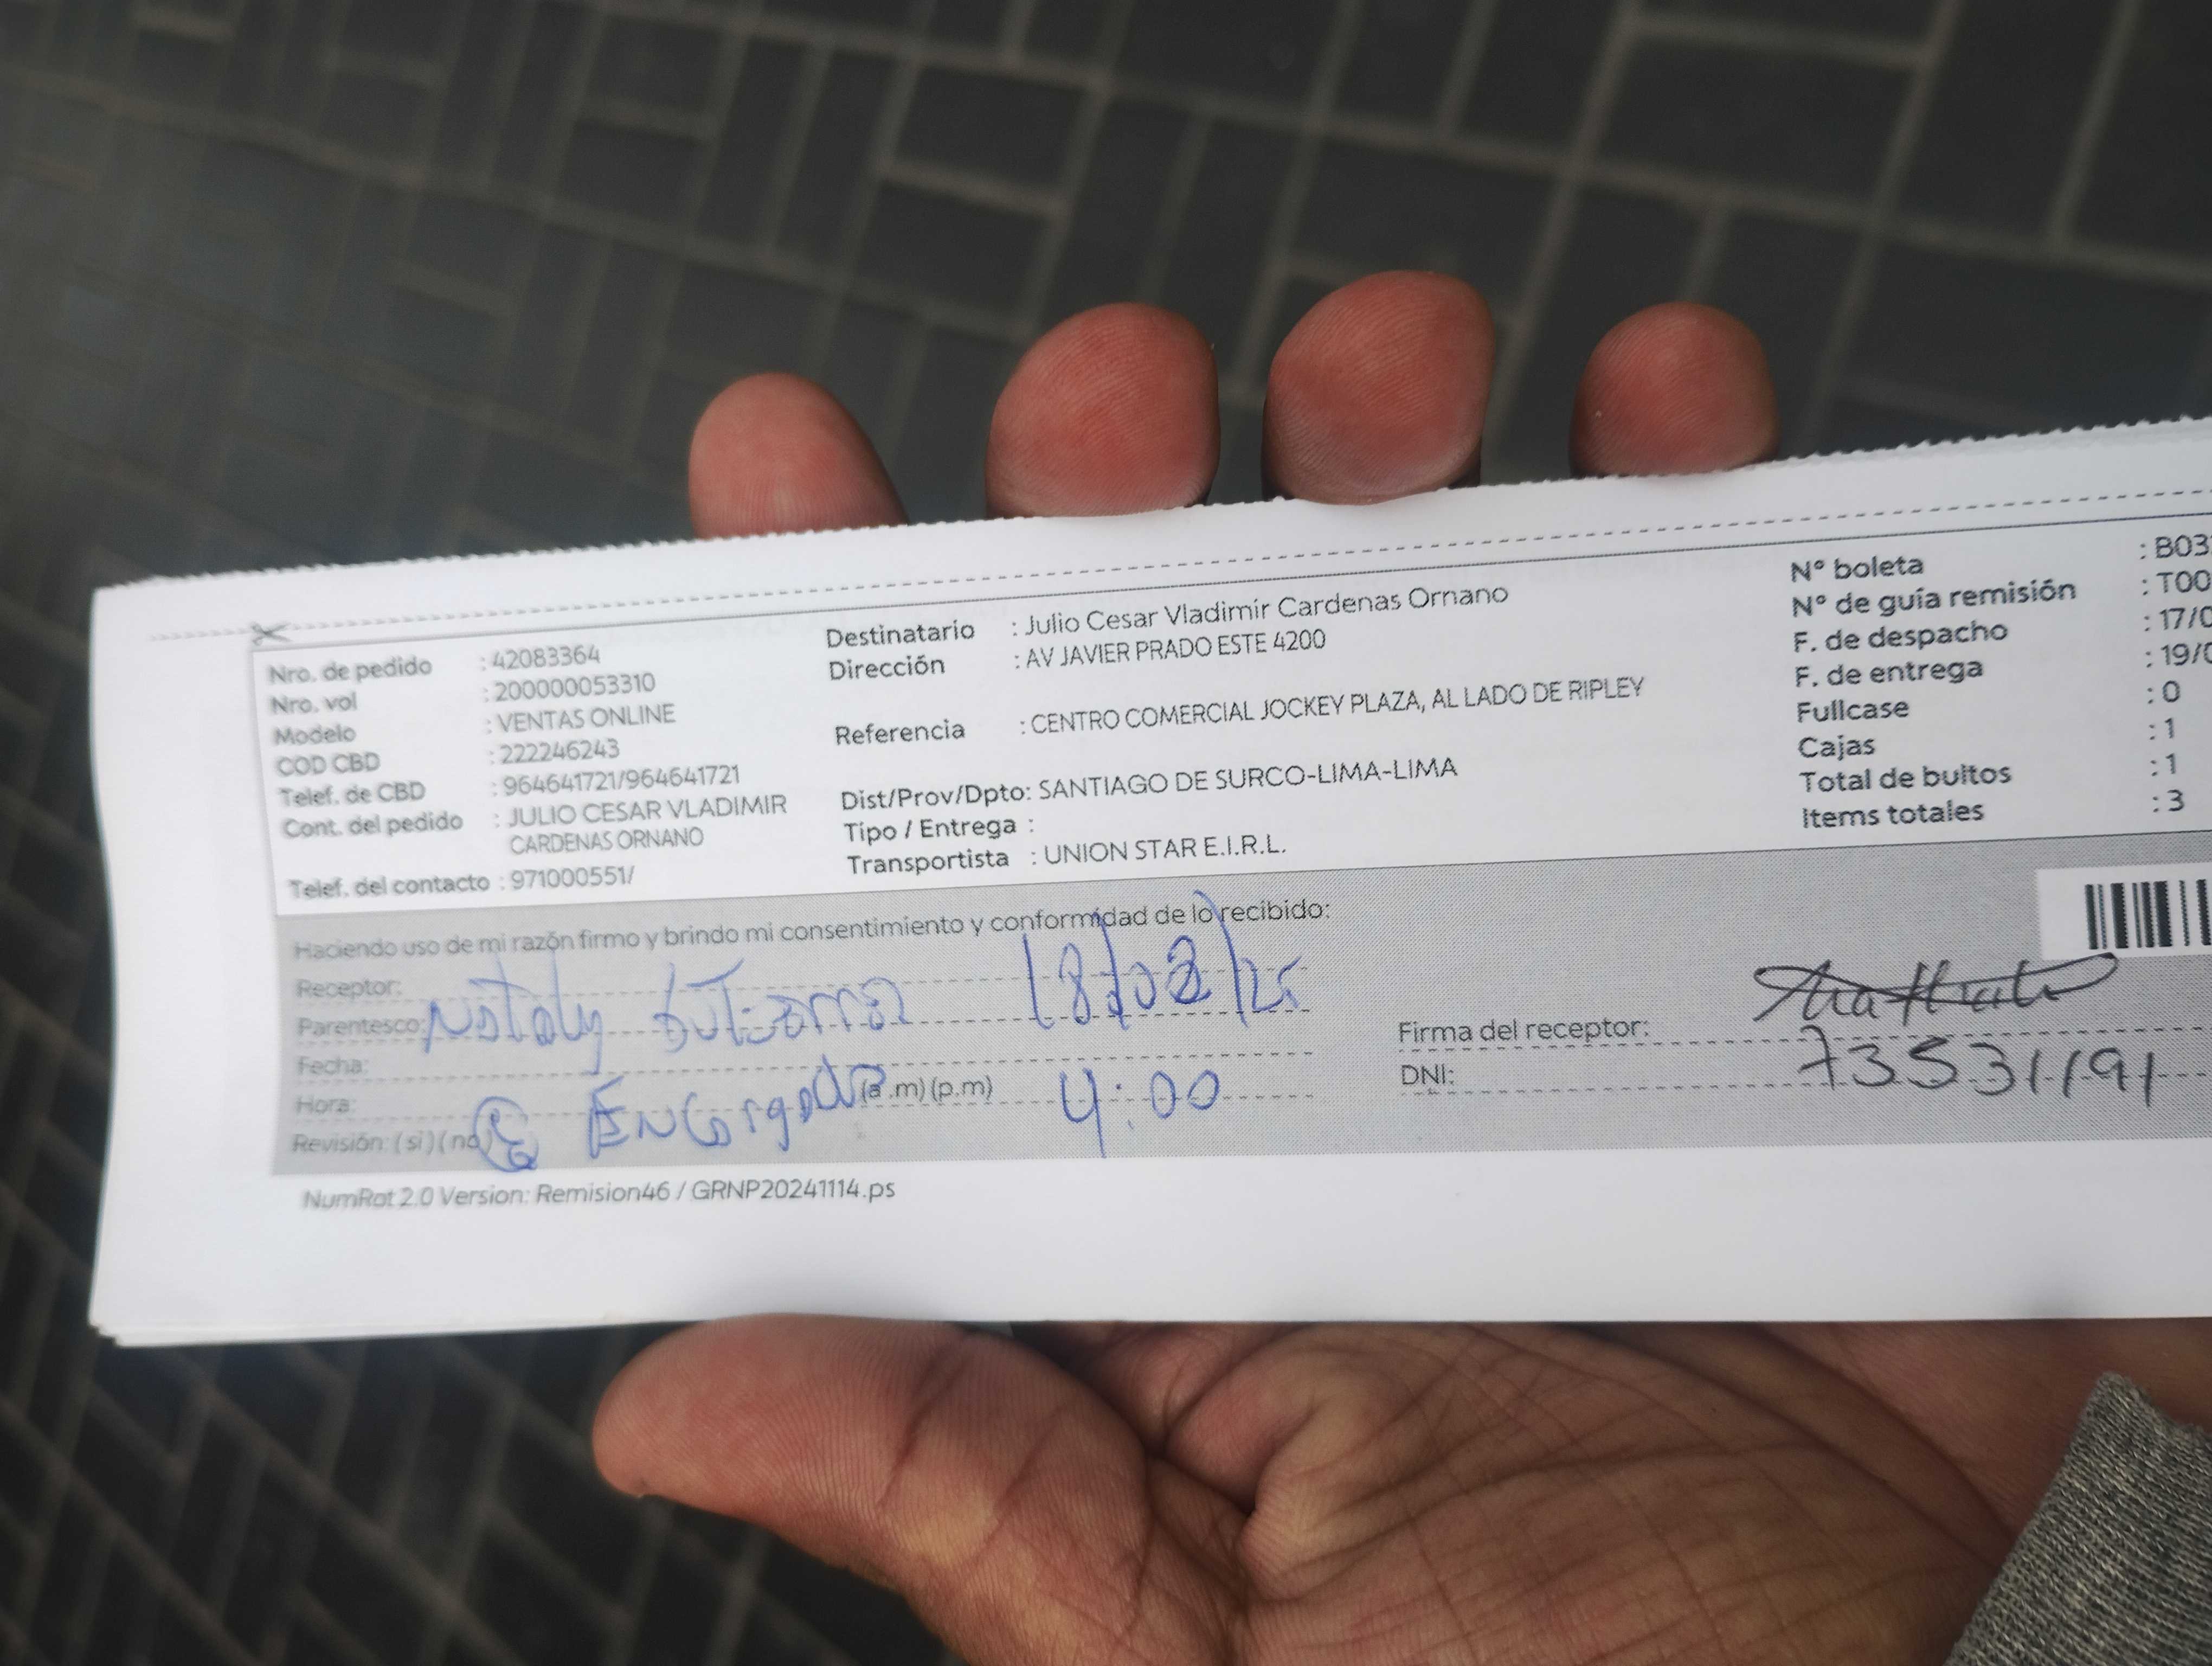 Nro. de pedido : 42083364
Nro. vol : 200000053310
Modelo : VENTAS ONLINE
COD CBD : 222246243
Telef. de CBD : 964641721/964641721
Cont. del pedido : JULIO CESAR VLADIMIR
CARDENAS ORNANO
Telef. del contacto : 971000551/
Destinatario : Julio Cesar Vladimir Cardenas Ornano
Dirección : AV JAVIER PRADO ESTE 4200
Referencia : CENTRO COMERCIAL JOCKEY PLAZA, AL LADO DE RIPLEY
Dist/Prov/Dpto: SANTIAGO DE SURCO-LIMA-LIMA
Tipo / Entrega :
Transportista : UNION STAR E.I.R.L.
N° boleta : B03
N° de guía remisión : T00
F. de despacho : 17/0
F. de entrega : 19/0
Fullcase : 0
Cajas : 1
Total de bultos : 1
Items totales : 3
Haciendo uso de mi razón firmo y brindo mi consentimiento y conformidad de lo recibido:
Receptor:
Parentesco: Nataly 18/08/25
Fecha:
Hora: Encargada (a.m) (p.m) 4:00
Revisión: (si) (no)
Firma del receptor:
DNI: 73531191
NumRot 2.0 Version: Remision46 / GRNP20241114.ps